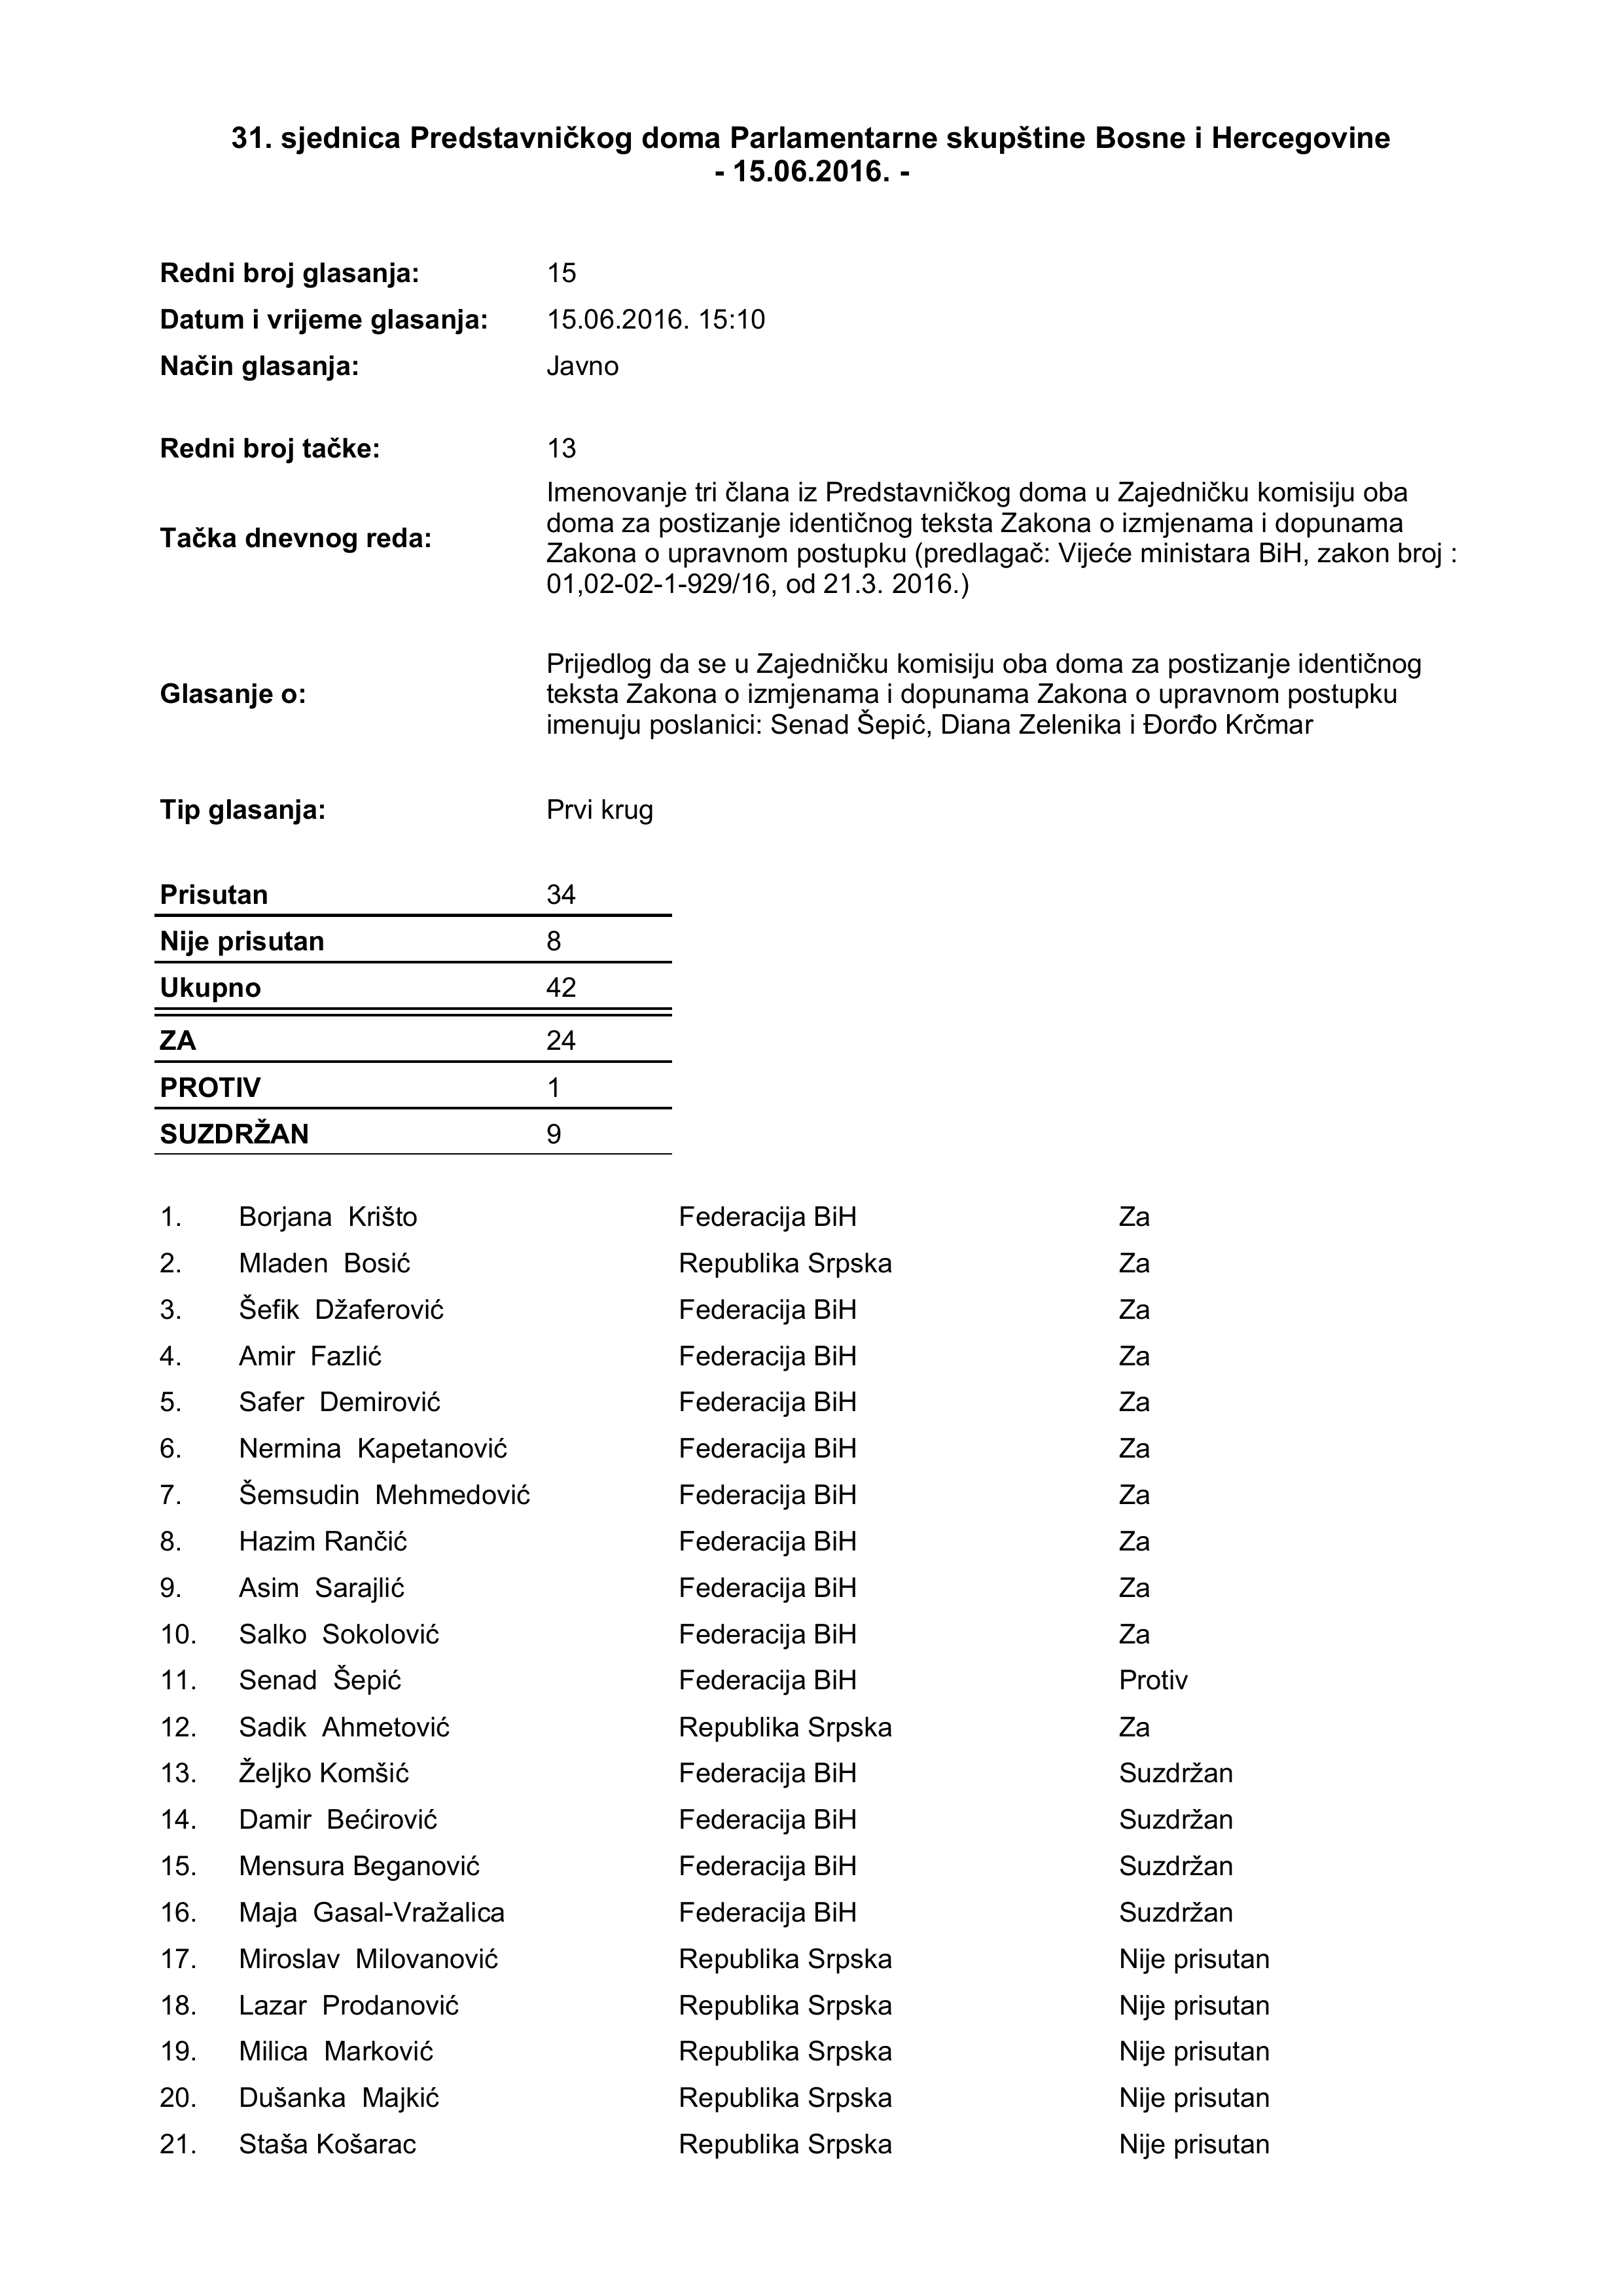 31. sjednica Predstavničkog doma Parlamentarne skupštine Bosne i Hercegovine
- 15.06.2016. -
Redni broj glasanja: 15
Datum i vrijeme glasanja: 15.06.2016. 15:10
Način glasanja: Javno
Redni broj tačke: 13
Tačka dnevnog reda: Imenovanje tri člana iz Predstavničkog doma u Zajedničku komisiju oba
doma za postizanje identičnog teksta Zakona o izmjenama i dopunama
Zakona o upravnom postupku (predlagač: Vijeće ministara BiH, zakon broj :
01,02-02-1-929/16, od 21.3. 2016.)
Glasanje o: Prijedlog da se u Zajedničku komisiju oba doma za postizanje identičnog
teksta Zakona o izmjenama i dopunama Zakona o upravnom postupku
imenuju poslanici: Senad Šepić, Diana Zelenika i Đorđo Krčmar
Tip glasanja: Prvi krug
Prisutan 34
Nije prisutan 8
Ukupno 42
ZA 24
PROTIV 1
SUZDRŽAN 9
1. Borjana Krišto Federacija BiH Za
2. Mladen Bosić Republika Srpska Za
3. Šefik Džaferović Federacija BiH Za
4. Amir Fazlić Federacija BiH Za
5. Safer Demirović Federacija BiH Za
6. Nermina Kapetanović Federacija BiH Za
7. Šemsudin Mehmedović Federacija BiH Za
8. Hazim Rančić Federacija BiH Za
9. Asim Sarajlić Federacija BiH Za
10. Salko Sokolović Federacija BiH Za
11. Senad Šepić Federacija BiH Protiv
12. Sadik Ahmetović Republika Srpska Za
13. Željko Komšić Federacija BiH Suzdržan
14. Damir Bećirović Federacija BiH Suzdržan
15. Mensura Beganović Federacija BiH Suzdržan
16. Maja Gasal-Vražalica Federacija BiH Suzdržan
17. Miroslav Milovanović Republika Srpska Nije prisutan
18. Lazar Prodanović Republika Srpska Nije prisutan
19. Milica Marković Republika Srpska Nije prisutan
20. Dušanka Majkić Republika Srpska Nije prisutan
21. Staša Košarac Republika Srpska Nije prisutan